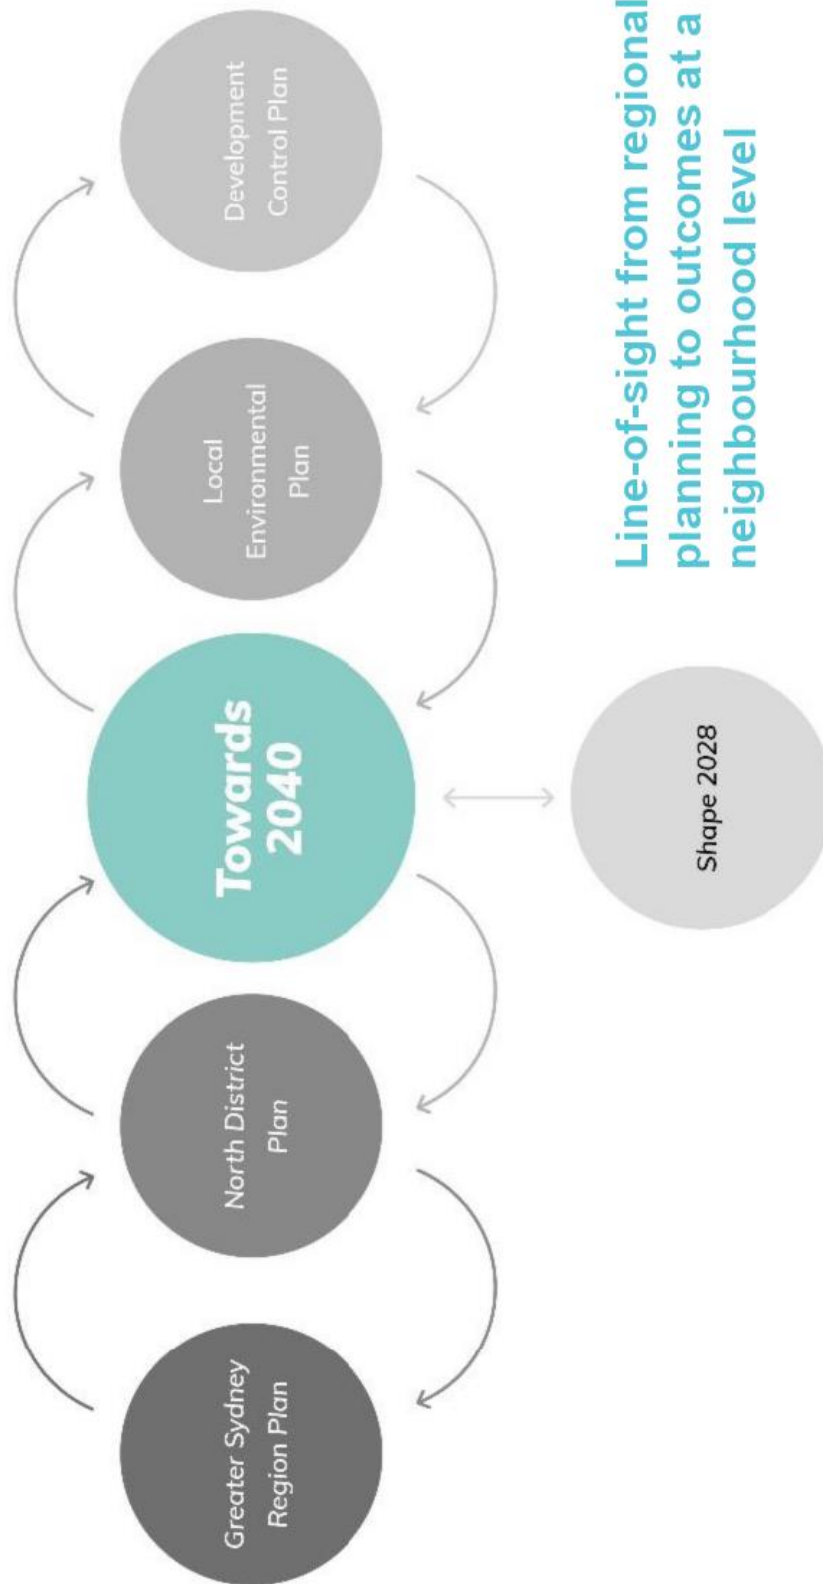 Greater Sydney
Region Plan
North District
Plan
Towards
2040
Local
Environmental
Plan
Development
Control Plan
Shape 2028
Line-of-sight from regional
planning to outcomes at a
neighbourhood level